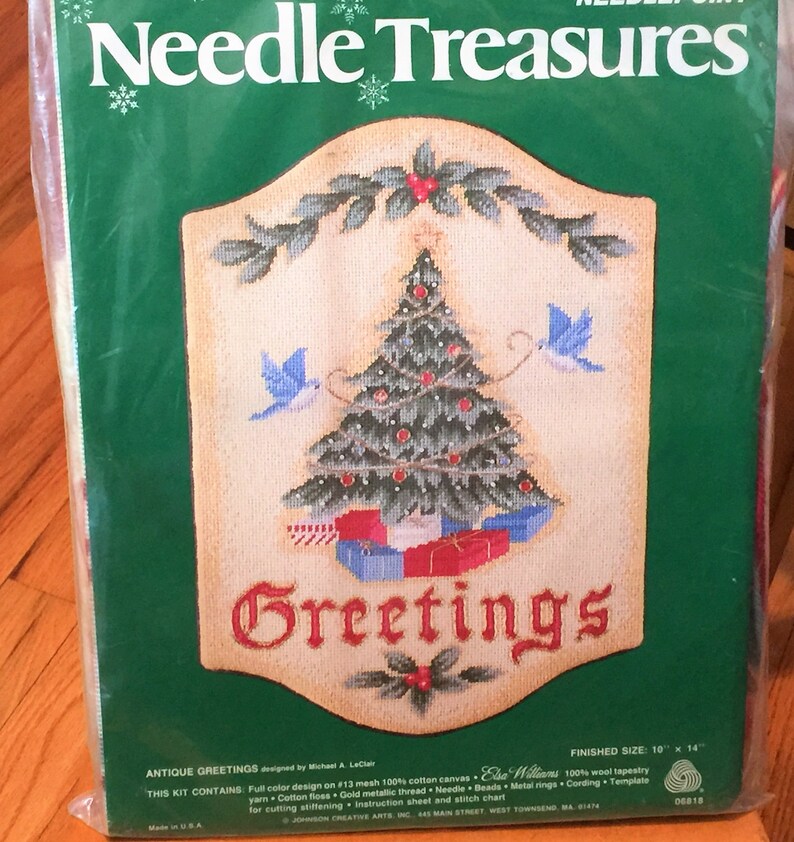 NEEDLEPOINT
Needle Treasures
Greetings
FINISHED SIZE: 10'' × 14''
ANTIQUE GREETINGS designed by Michael A. LeClair
THIS KIT CONTAINS: Full color design on #13 mesh 100% cotton canvas • Elsa Williams 100% wool tapestry
yarn • Cotton floss • Gold metallic thread • Needle • Beads • Metal rings • Cording • Template
for cutting stiffening • Instruction sheet and stitch chart
06818
Made in U.S.A.
© JOHNSON CREATIVE ARTS, INC. 445 MAIN STREET, WEST TOWNSEND, MA. 01474